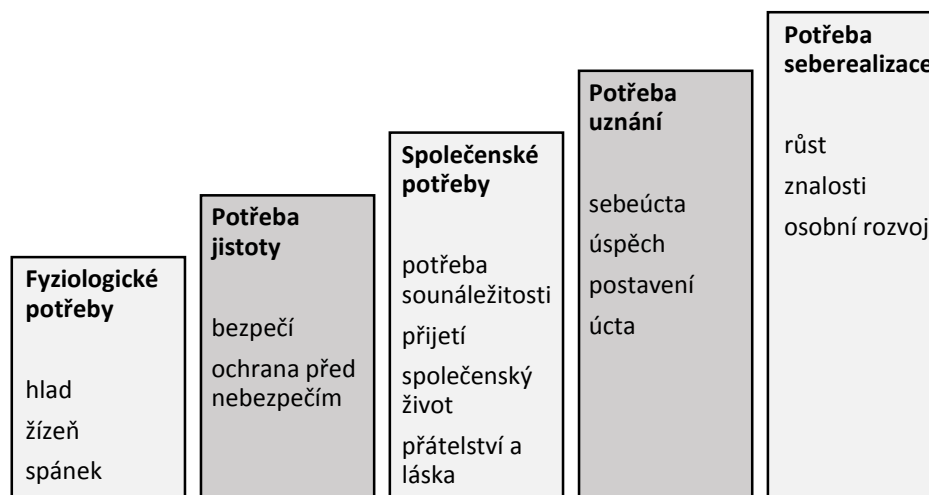 Fyziologické
potřeby
hlad
žízeň
spánek
Potřeba
jistoty
bezpečí
ochrana před
nebezpečím
Společenské
potřeby
potřeba
sounáležitosti
přijetí
společenský
život
přátelství a
láska
Potřeba
uznání
sebeúcta
úspěch
postavení
úcta
Potřeba
seberealizace
růst
znalosti
osobní rozvoj